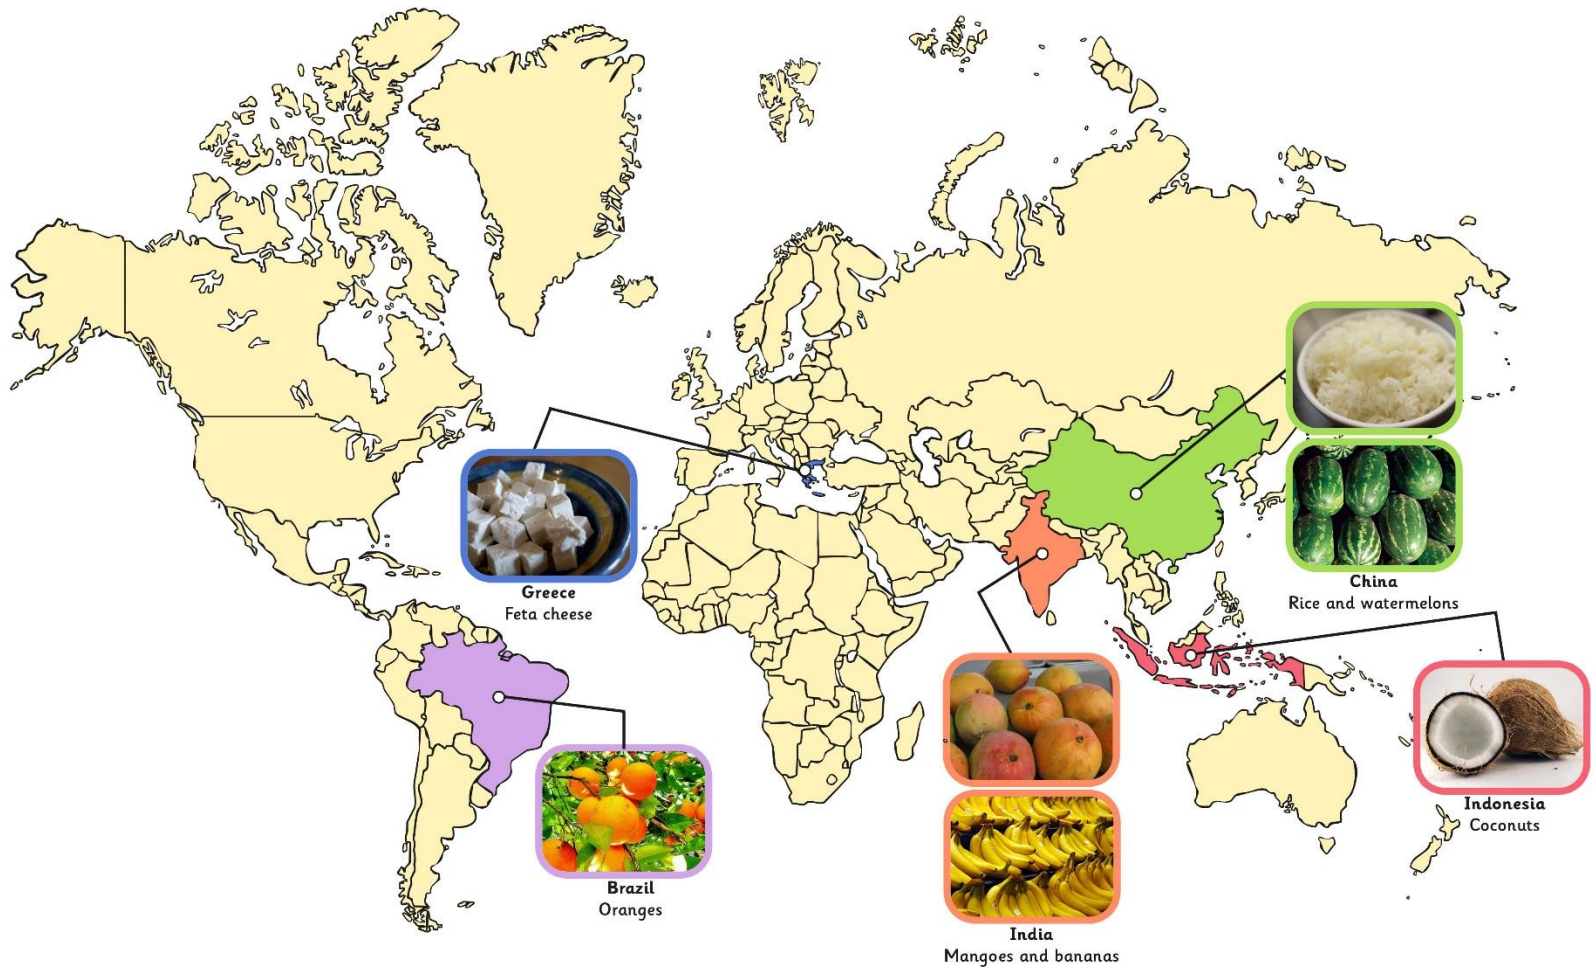 Greece
Feta cheese
China
Rice and watermelons
Indonesia
Coconuts
Brazil
Oranges
India
Mangoes and bananas